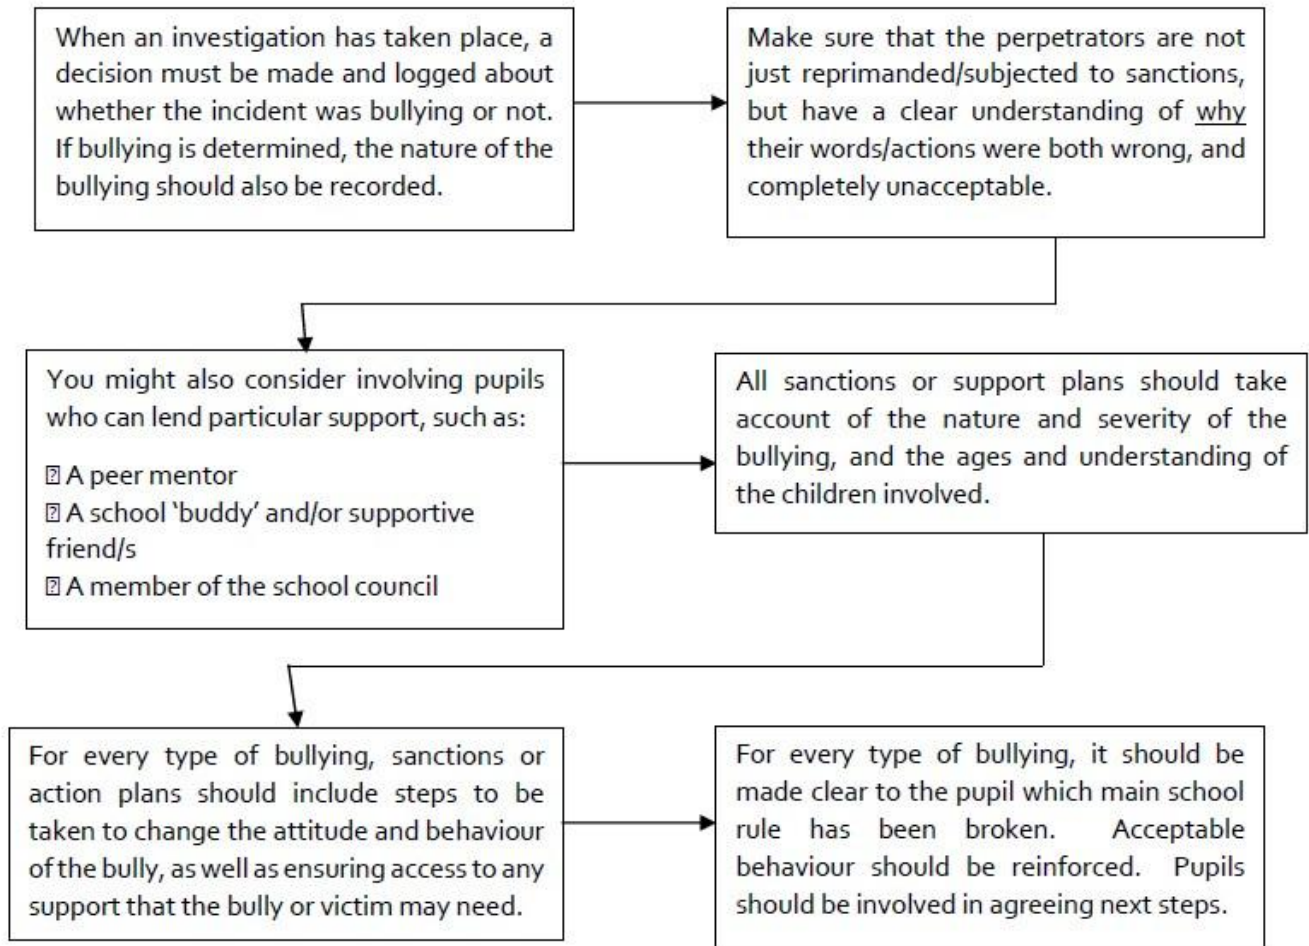 When an investigation has taken place, a
decision must be made and logged about
whether the incident was bullying or not.
If bullying is determined, the nature of the
bullying should also be recorded.
Make sure that the perpetrators are not
just reprimanded/subjected to sanctions,
but have a clear understanding of why
their words/actions were both wrong, and
completely unacceptable.
You might also consider involving pupils
who can lend particular support, such as:
⍰ A peer mentor
⍰ A school ‘buddy’ and/or supportive
friend/s
⍰ A member of the school council
All sanctions or support plans should take
account of the nature and severity of the
bullying, and the ages and understanding of
the children involved.
For every type of bullying, sanctions or
action plans should include steps to be
taken to change the attitude and behaviour
of the bully, as well as ensuring access to any
support that the bully or victim may need.
For every type of bullying, it should be
made clear to the pupil which main school
rule has been broken. Acceptable
behaviour should be reinforced. Pupils
should be involved in agreeing next steps.